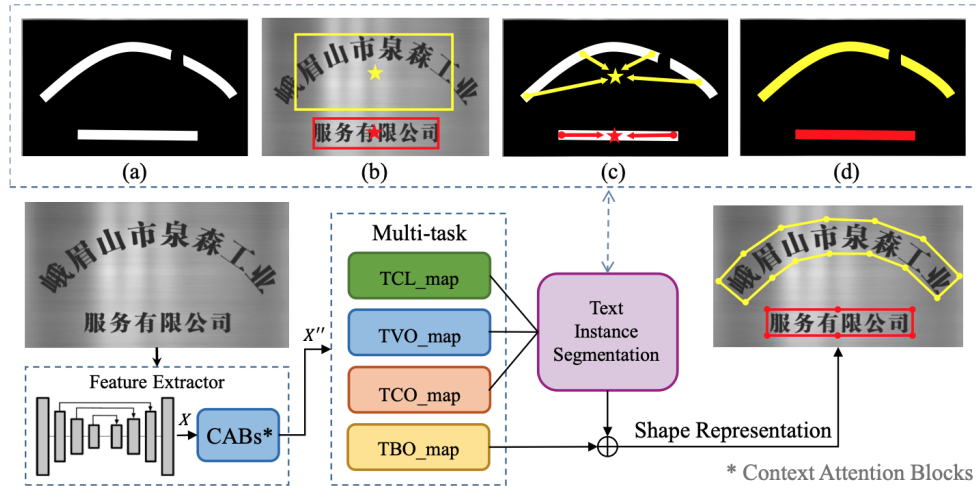 峨眉山市泉森工业
服务有限公司
(a)
(b)
(c)
(d)
峨眉山市泉森工业
服务有限公司
Feature Extractor
X
CABs*
X''
Multi-task
TCL_map
TVO_map
TCO_map
TBO_map
Text
Instance
Segmentation
峨眉山市泉森工业
服务有限公司
Shape Representation
* Context Attention Blocks